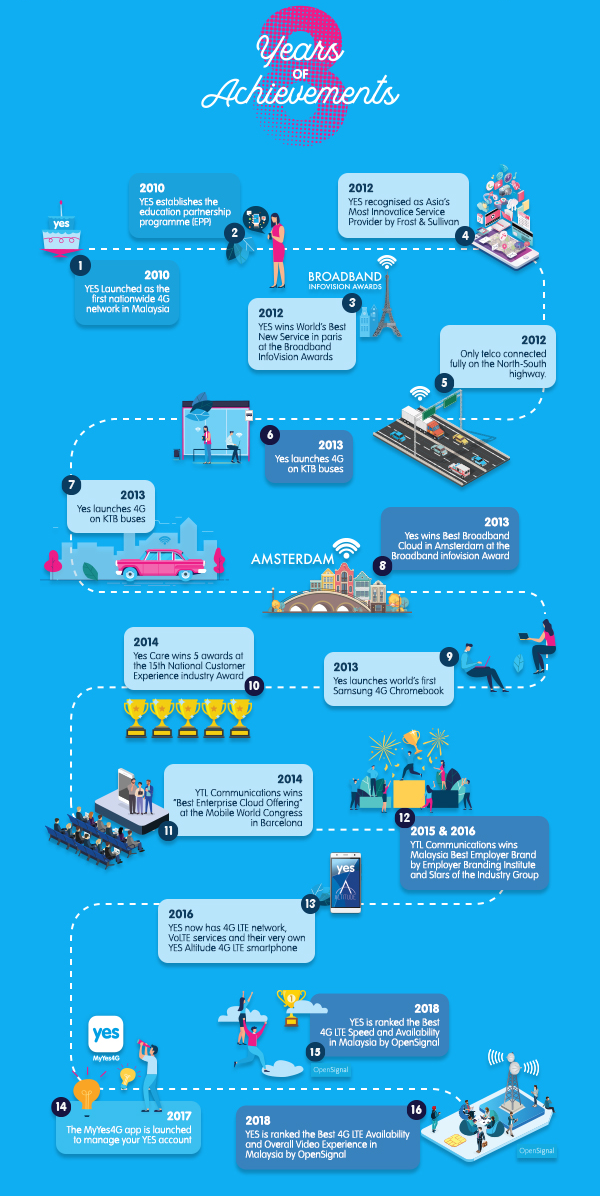 8
Years
OF
Achievements
yes
1
2010
YES Launched as the
first nationwide 4G
network in Malaysia
2010
YES establishes the
education partnership
programme (EPP)
2
BROADBAND
INFOVISION AWARDS
3
2012
YES wins World's Best
New Service in paris
at the Broadband
InfoVision Awards
2012
YES recognised as Asia's
Most Innovatice Service
Provider by Frost & Sullivan
4
2012
Only telco connected
fully on the North-South
highway.
5
6
2013
Yes launches 4G
on KTB buses
7
2013
Yes launches 4G
on KTB buses
AMSTERDAM
8
2013
Yes wins Best Broadband
Cloud in Amsterdam at the
Broadband infovision Award
9
2013
Yes launches world's first
Samsung 4G Chromebook
2014
Yes Care wins 5 awards at
the 15th National Customer
Experience industry Award
10
2014
YTL Communications wins
"Best Enterprise Cloud Offering"
at the Mobile World Congress
in Barcelona
11
12
2015 & 2016
YTL Communications wins
Malaysia Best Employer Brand
by Employer Branding Institute
and Stars of the Industry Group
yes
ALTITUDE
13
2016
YES now has 4G LTE network,
VoLTE services and their very own
YES Altitude 4G LTE smartphone
yes
MyYes4G
14
2017
The MyYes4G app is launched
to manage your YES account
1
2018
YES is ranked the Best
4G LTE Speed and Availability
in Malaysia by OpenSignal
15
OpenSignal
16
2018
YES is ranked the Best 4G LTE Availability
and Overall Video Experience in
Malaysia by OpenSignal
OpenSignal